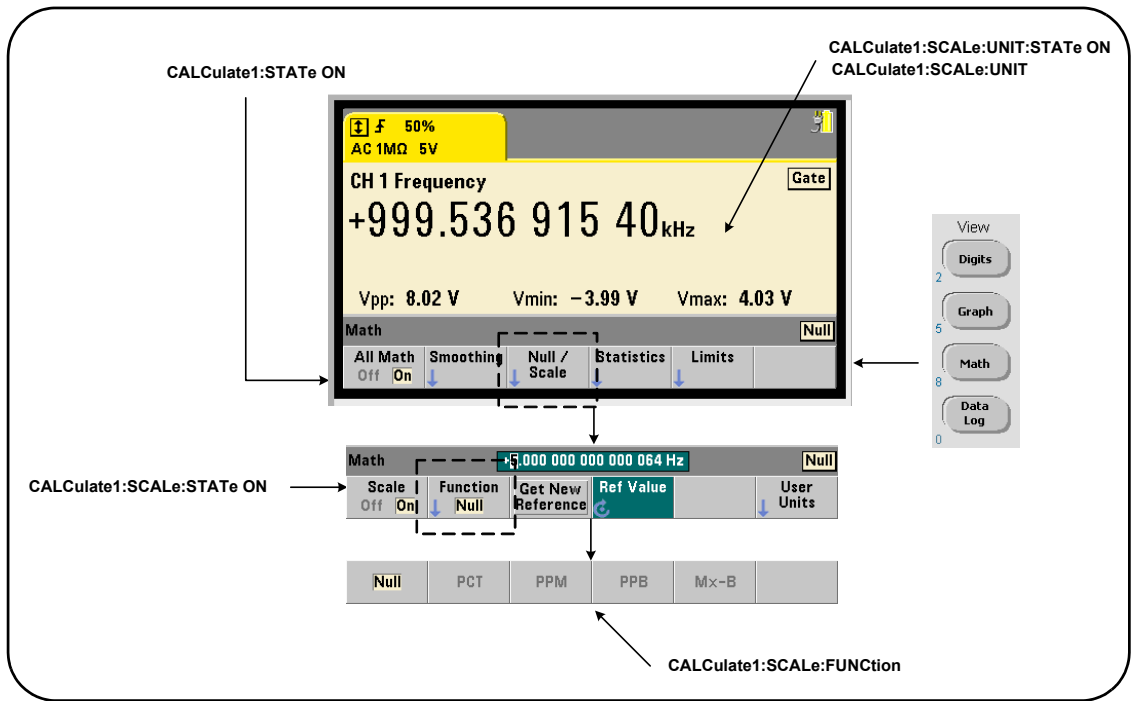 CALCulate1:STATe ON
CALCulate1:SCALe:UNIT:STATe ON
CALCulate1:SCALe:UNIT
50%
AC 1MΩ 5V
CH 1 Frequency
Gate
+999.536 915 40kHz
Vpp: 8.02 V Vmin: −3.99 V Vmax: 4.03 V
Math Null
All Math Smoothing Null / Statistics Limits
Off On Scale
View
Digits
2
Graph
5
Math
8
Data
Log
0
CALCulate1:SCALe:STATe ON
Math .000 000 000 000 064 Hz Null
Scale Function Get New Ref Value User
Off On Null Reference Units
Null PCT PPM PPB Mx-B
CALCulate1:SCALe:FUNCtion